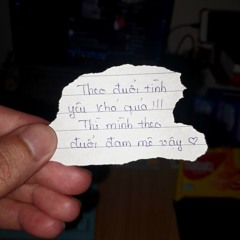 Theo đuổi tình
yêu khó quá !!!
Thì mình theo
đuổi đam mê vậy ♡